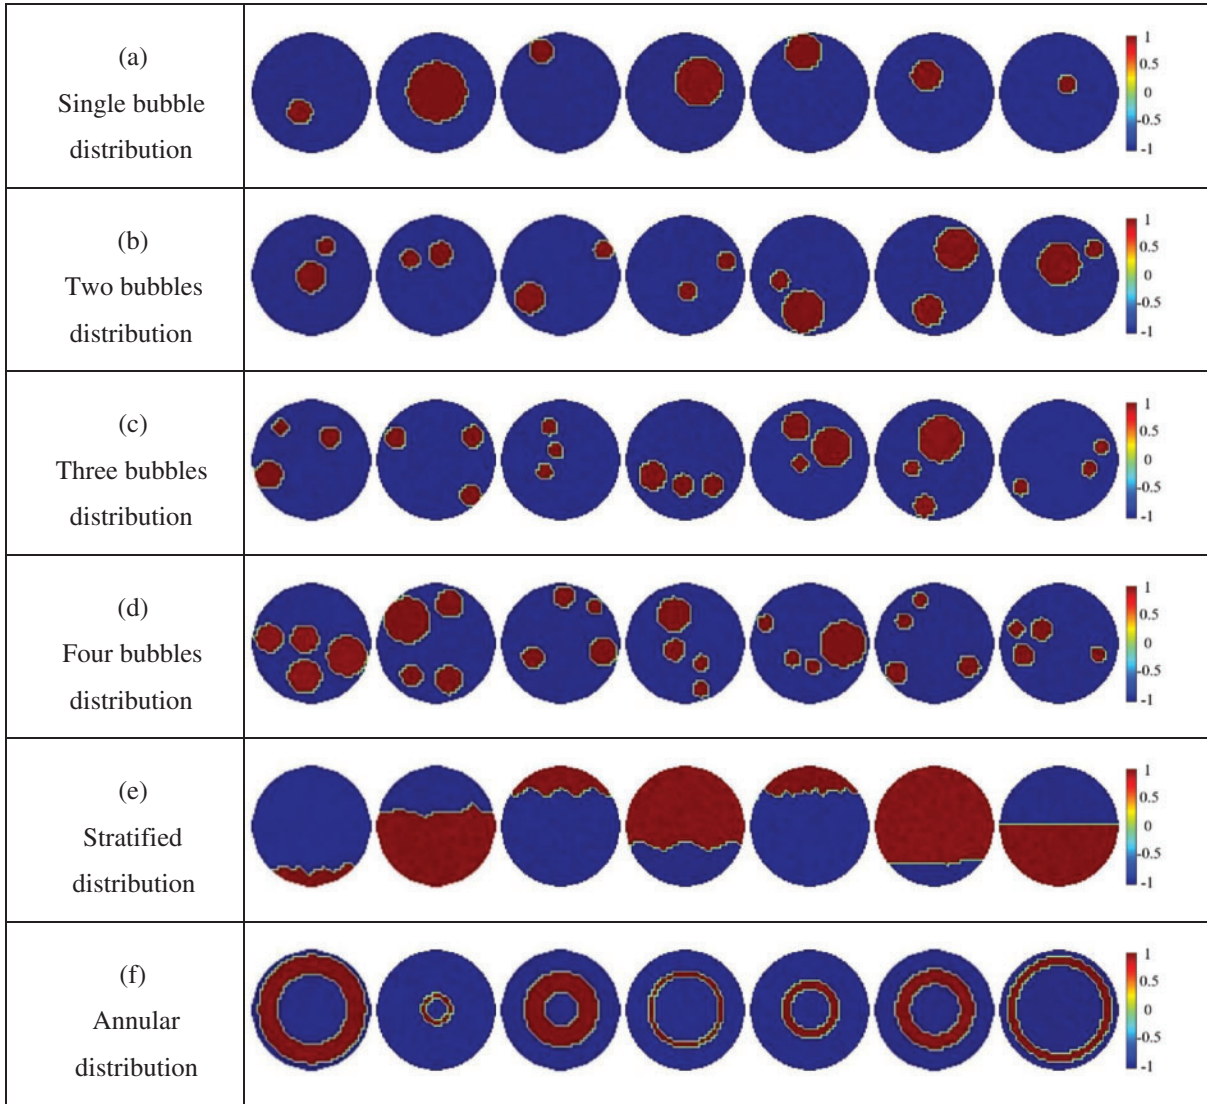 (a)
Single bubble
distribution
1
0.5
0
-0.5
-1
(b)
Two bubbles
distribution
1
0.5
0
-0.5
-1
(c)
Three bubbles
distribution
1
0.5
0
-0.5
-1
(d)
Four bubbles
distribution
1
0.5
0
-0.5
-1
(e)
Stratified
distribution
1
0.5
0
-0.5
-1
(f)
Annular
distribution
1
0.5
0
-0.5
-1